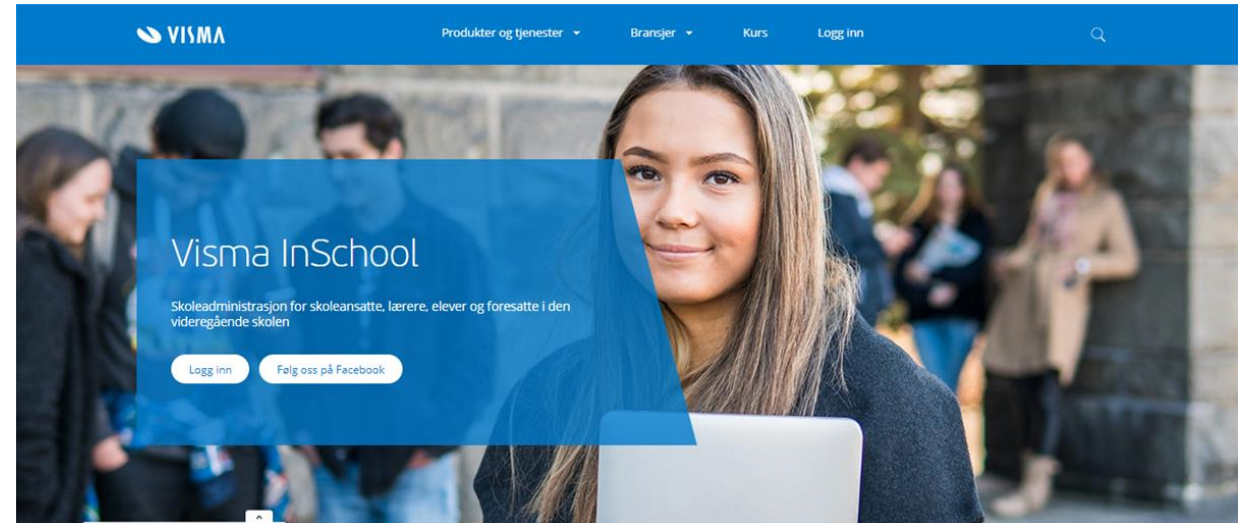 VISMA
Produkter og tjenester
Bransjer
Kurs
Logg inn
Visma InSchool
Skoleadministrasjon for skoleansatte, lærere, elever og foresatte i den
videregående skolen
Logg inn
Følg oss på Facebook